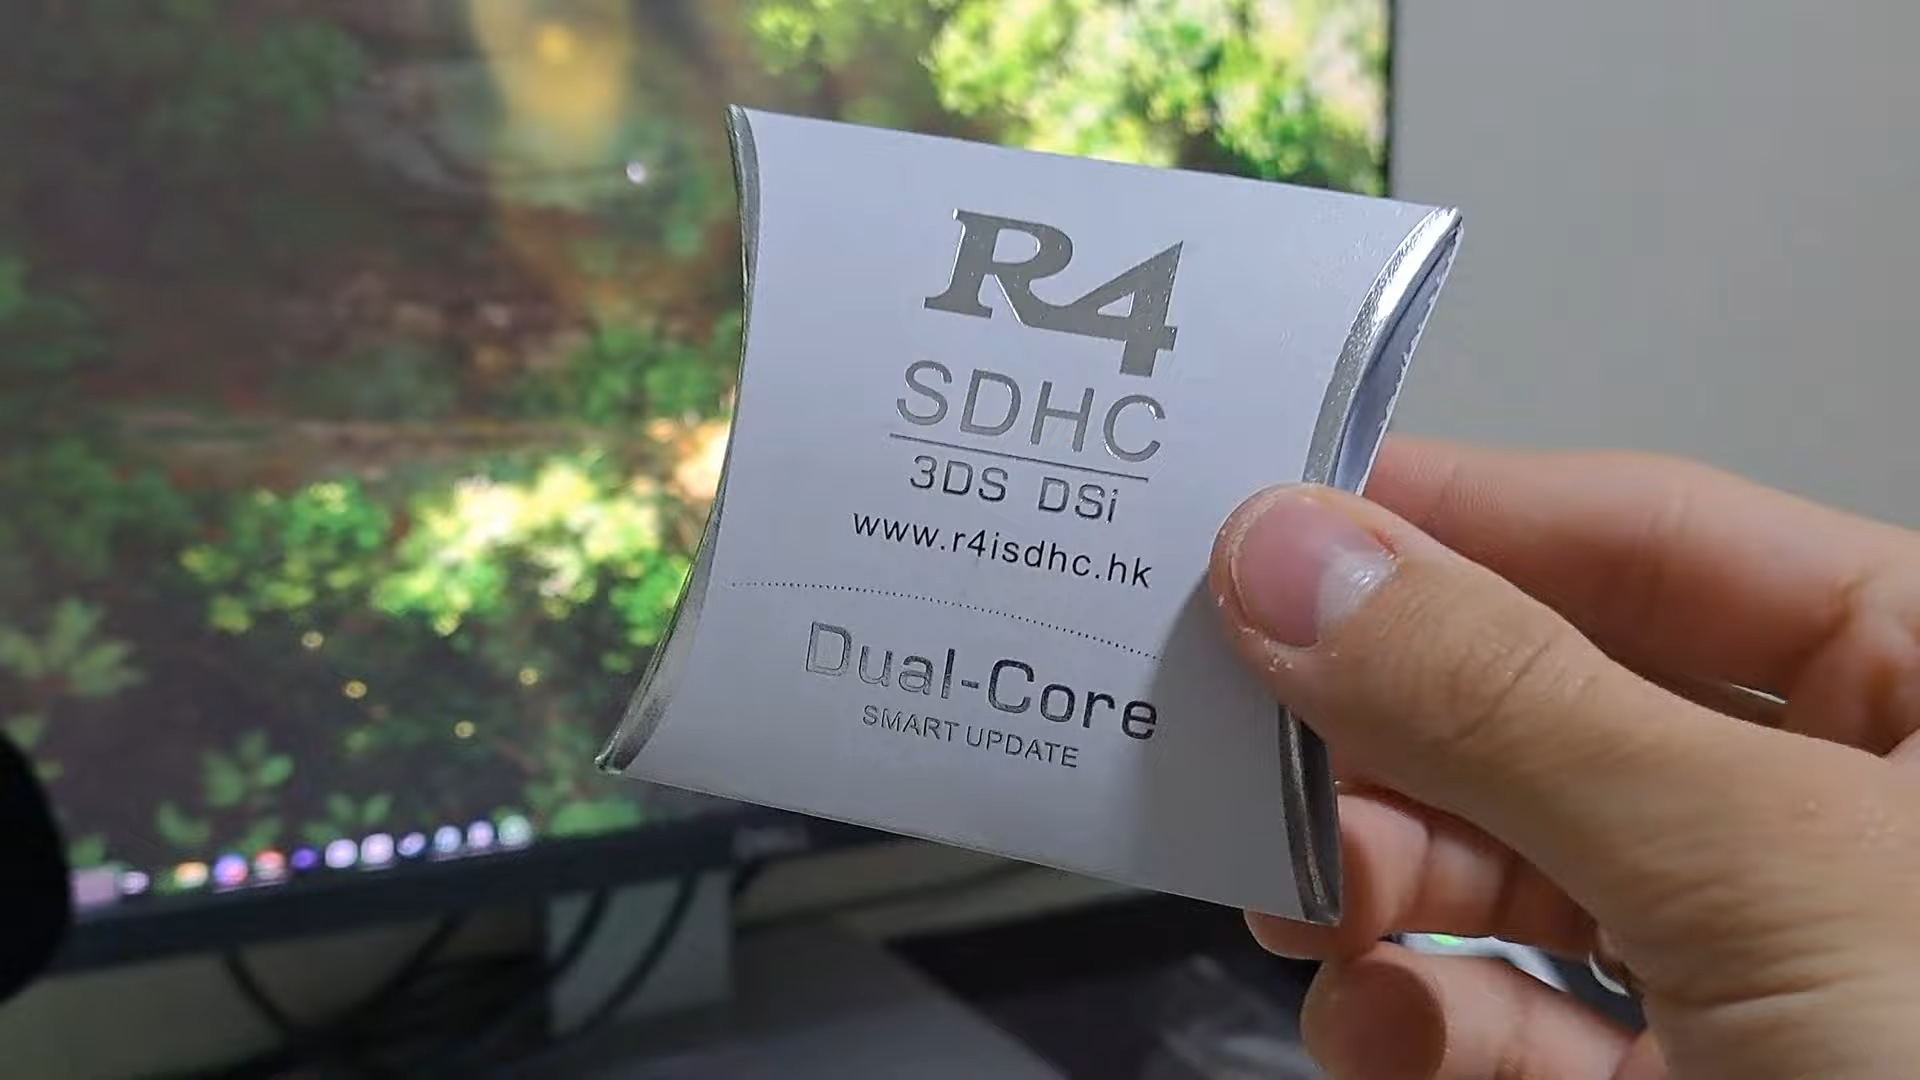 R4
SDHC
3DS DSi
www.r4isdhc.hk
Dual-Core
SMART UPDATE